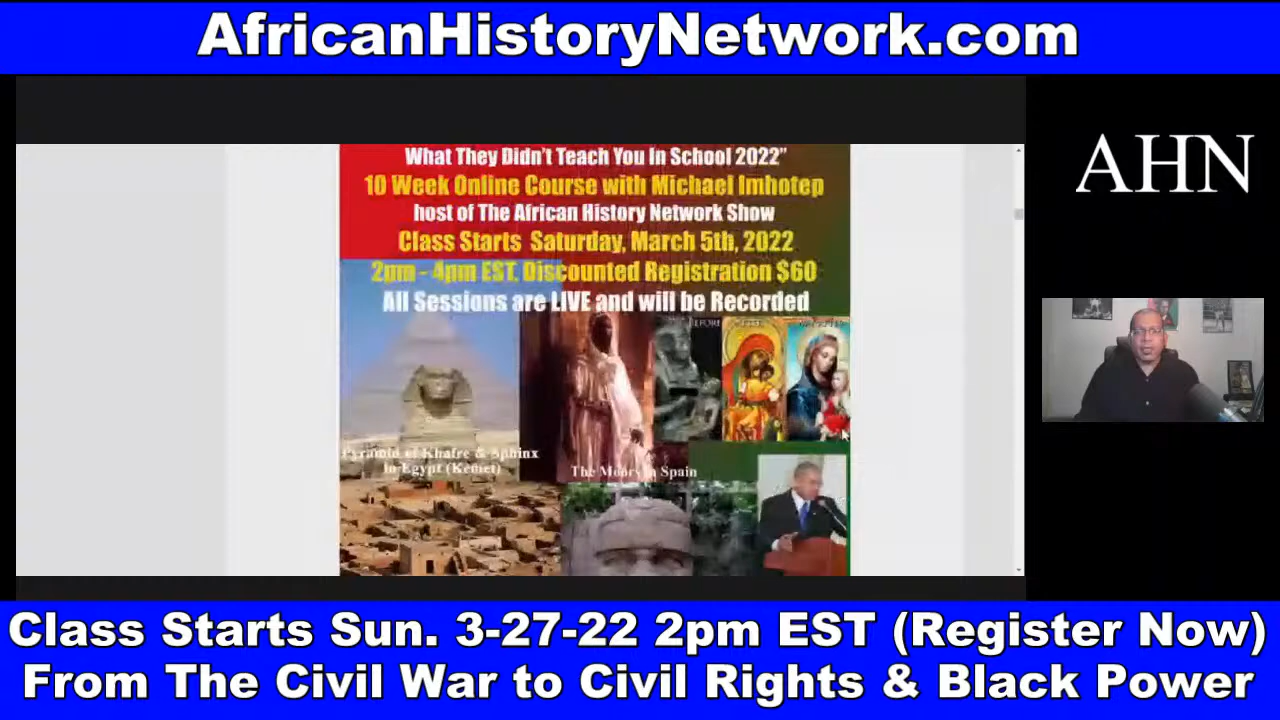 AfricanHistoryNetwork.com
AHN
What They Didn't Teach You In School 2022”
10 Week Online Course with Michael Imhotep
host of The African History Network Show
Class Starts Saturday, March 5th, 2022
2pm - 4pm EST, Discounted Registration $60
All Sessions are LIVE and will be Recorded
BEFORE
Pyramid of Khafre & Sphinx
in Egypt (Kemet)
The Moors in Spain
Class Starts Sun. 3-27-22 2pm EST (Register Now)
From The Civil War to Civil Rights & Black Power